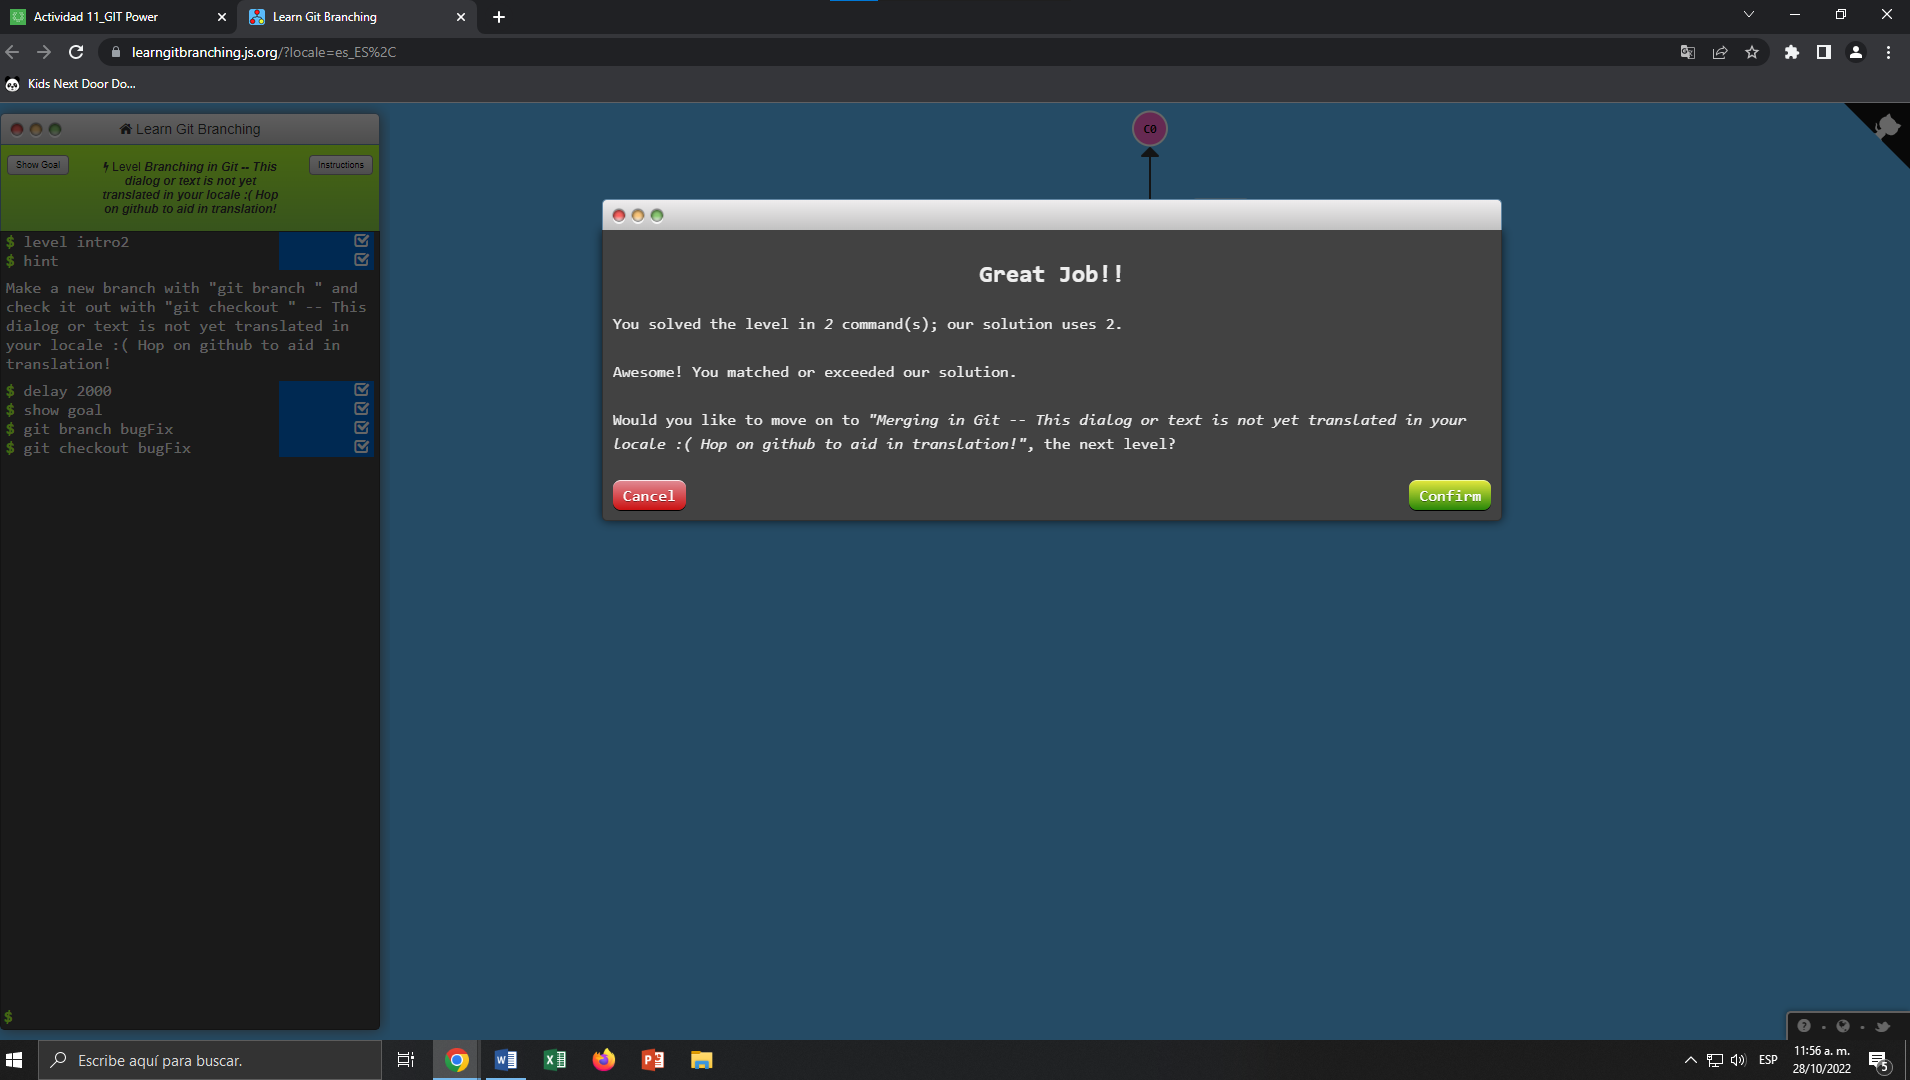 Actividad 11_GIT Power
Learn Git Branching
learngitbranching.js.org/?locale=es_ES%2C
Kids Next Door Do...
Learn Git Branching
Show Goal
Level Branching in Git -- This
dialog or text is not yet
translated in your locale :( Hop
on github to aid in translation!
Instructions
$ level intro2
$ hint
Make a new branch with "git branch " and
check it out with "git checkout " -- This
dialog or text is not yet translated in
your locale :( Hop on github to aid in
translation!
$ delay 2000
$ show goal
$ git branch bugFix
$ git checkout bugFix
$
C0
Great Job!!
You solved the level in 2 command(s); our solution uses 2.
Awesome! You matched or exceeded our solution.
Would you like to move on to "Merging in Git -- This dialog or text is not yet translated in your
locale :( Hop on github to aid in translation!", the next level?
Cancel
Confirm
Escribe aquí para buscar.
ESP
11:56 a. m.
28/10/2022
5